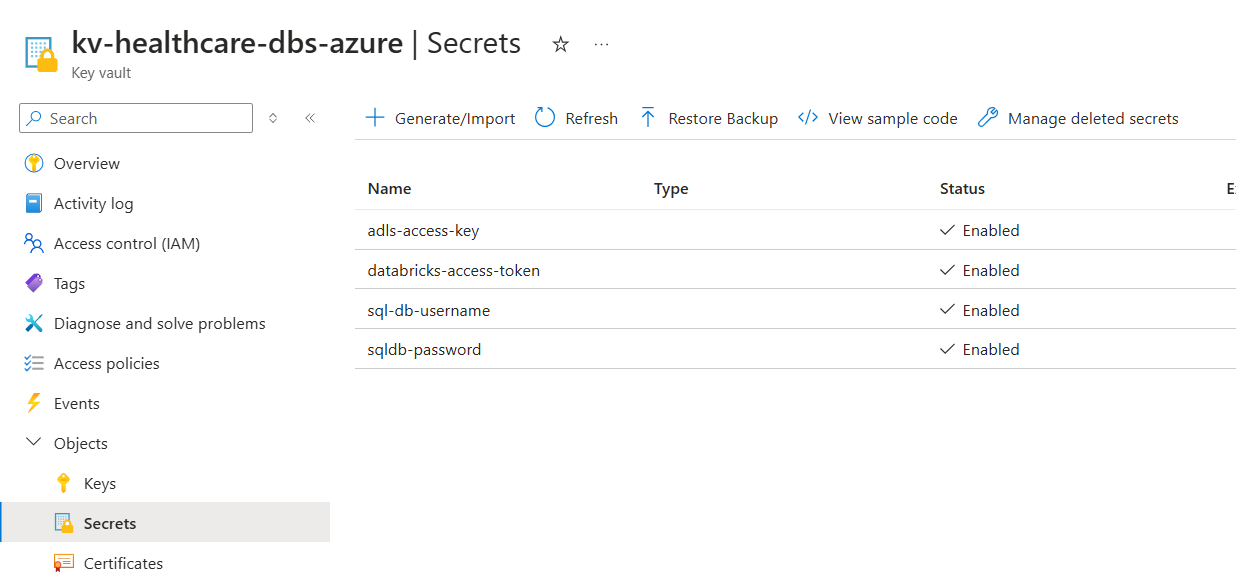 kv-healthcare-dbs-azure | Secrets
Key vault
Search
Overview
Activity log
Access control (IAM)
Tags
Diagnose and solve problems
Access policies
Events
Objects
Keys
Secrets
Certificates
Generate/Import Refresh Restore Backup View sample code Manage deleted secrets
Name Type Status
adls-access-key Enabled
databricks-access-token Enabled
sql-db-username Enabled
sqldb-password Enabled